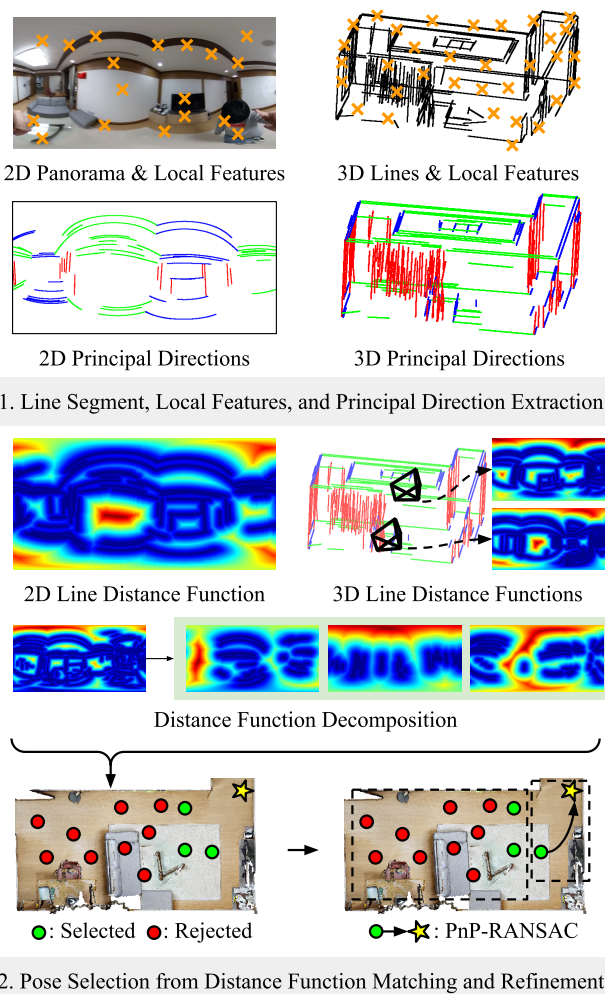 2D Panorama & Local Features
3D Lines & Local Features
2D Principal Directions
3D Principal Directions
1. Line Segment, Local Features, and Principal Direction Extraction
2D Line Distance Function
3D Line Distance Functions
Distance Function Decomposition
: Selected
: Rejected
: PnP-RANSAC
2. Pose Selection from Distance Function Matching and Refinement